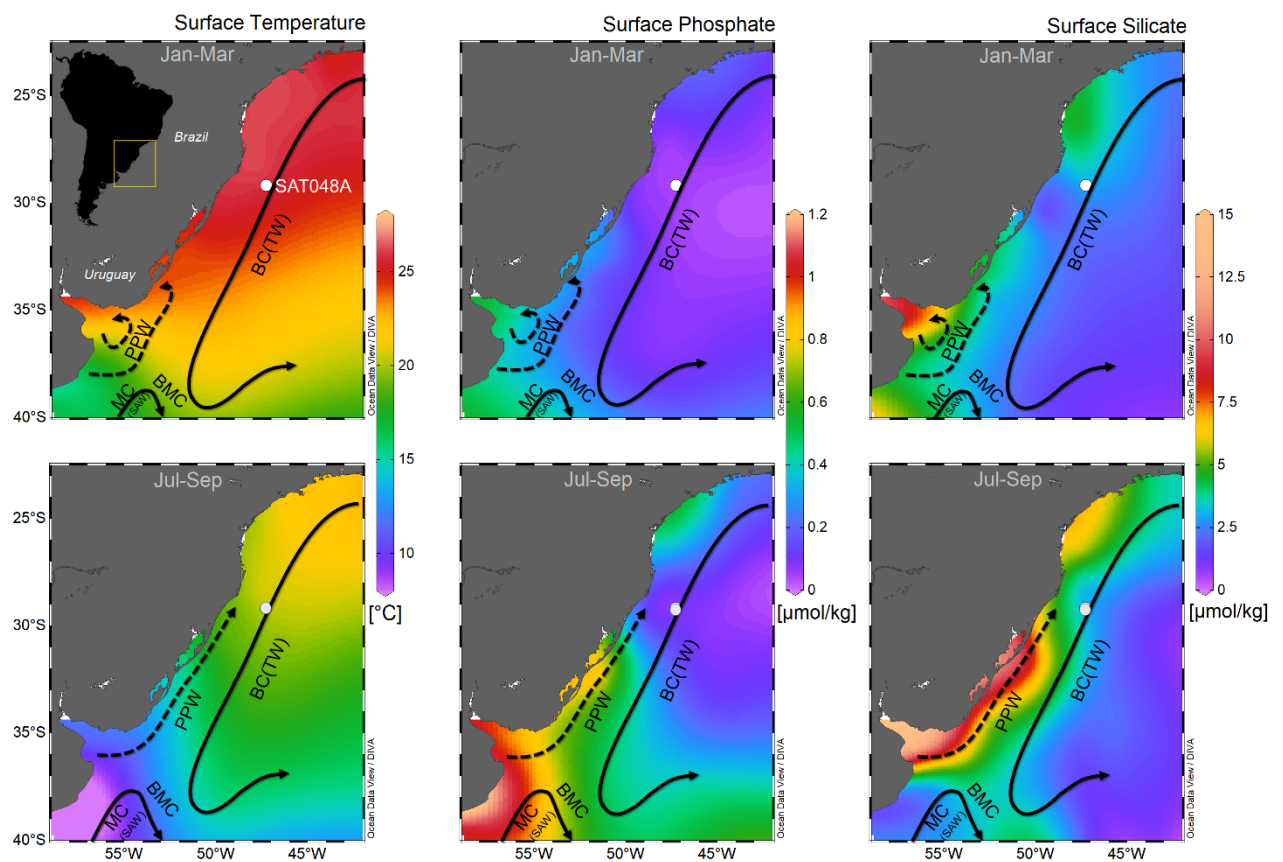 Surface Temperature
Surface Phosphate
Surface Silicate
Jan-Mar
Jan-Mar
Jan-Mar
25°S
30°S
35°S
40°S
Brazil
Uruguay
SAT048A
BC(TW)
PPW
BMC
MC
(SAW)
Ocean Data View / DIVA
25
20
15
10
[°C]
BC(TW)
PPW
BMC
MC
(SAW)
Ocean Data View / DIVA
1.2
1
0.8
0.6
0.4
0.2
0
[µmol/kg]
BC(TW)
PPW
BMC
MC
(SAW)
Ocean Data View / DIVA
15
12.5
10
7.5
5
2.5
0
[µmol/kg]
Jul-Sep
Jul-Sep
Jul-Sep
25°S
30°S
35°S
40°S
BC(TW)
PPW
BMC
MC
(SAW)
Ocean Data View / DIVA
55°W
50°W
45°W
BC(TW)
PPW
BMC
MC
(SAW)
Ocean Data View / DIVA
55°W
50°W
45°W
BC(TW)
PPW
BMC
MC
(SAW)
Ocean Data View / DIVA
55°W
50°W
45°W